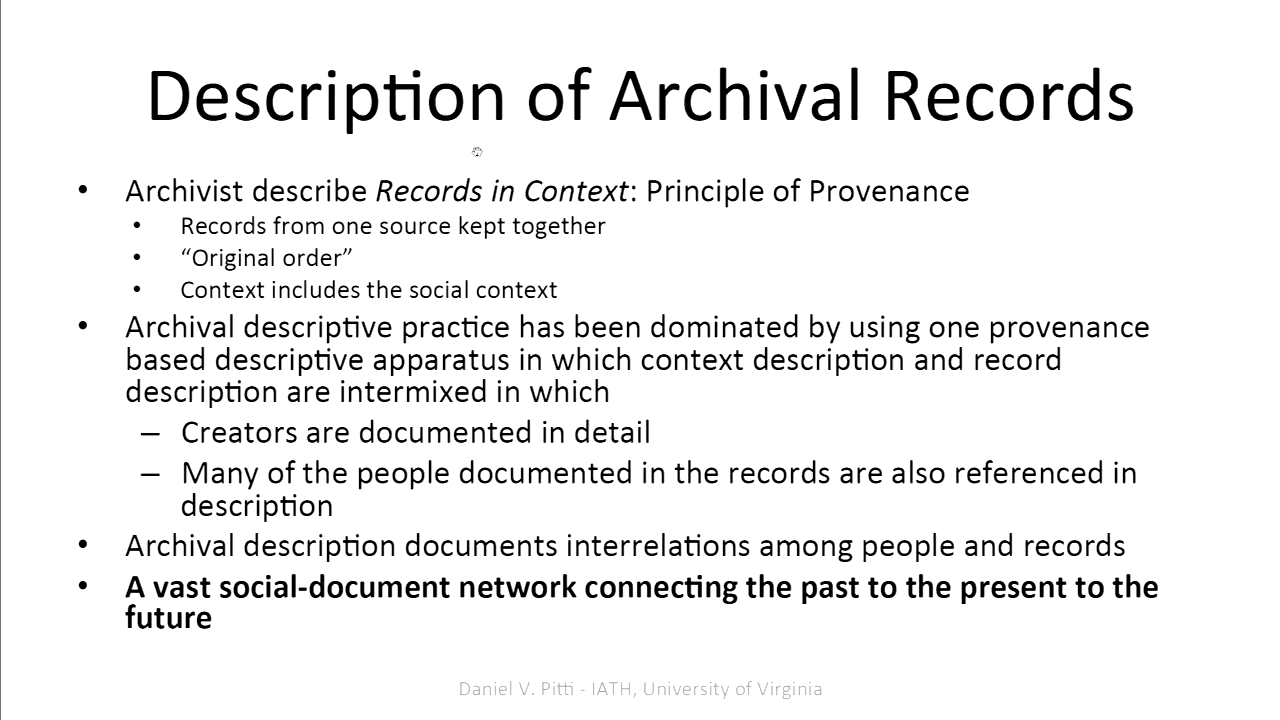 Description of Archival Records
• Archivist describe Records in Context: Principle of Provenance
• Records from one source kept together
• “Original order”
• Context includes the social context
• Archival descriptive practice has been dominated by using one provenance
based descriptive apparatus in which context description and record
description are intermixed in which
– Creators are documented in detail
– Many of the people documented in the records are also referenced in
description
• Archival description documents interrelations among people and records
• A vast social-document network connecting the past to the present to the
future
Daniel V. Pitti - IATH, University of Virginia